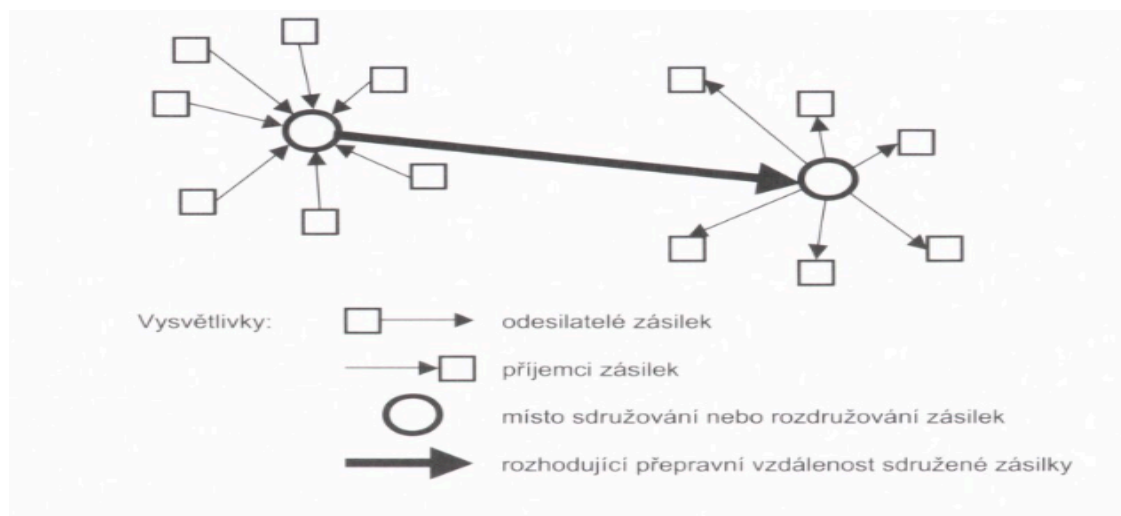 Vysvětlivky:
odesilatelé zásilek
příjemci zásilek
místo sdružování nebo rozdružování zásilek
rozhodující přepravní vzdálenost sdružené zásilky